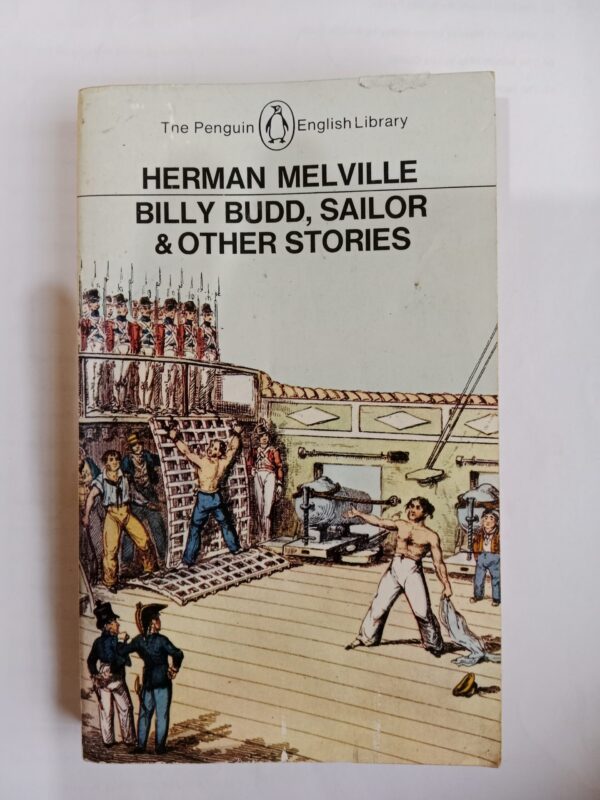 The Penguin English Library
HERMAN MELVILLE
BILLY BUDD, SAILOR
& OTHER STORIES